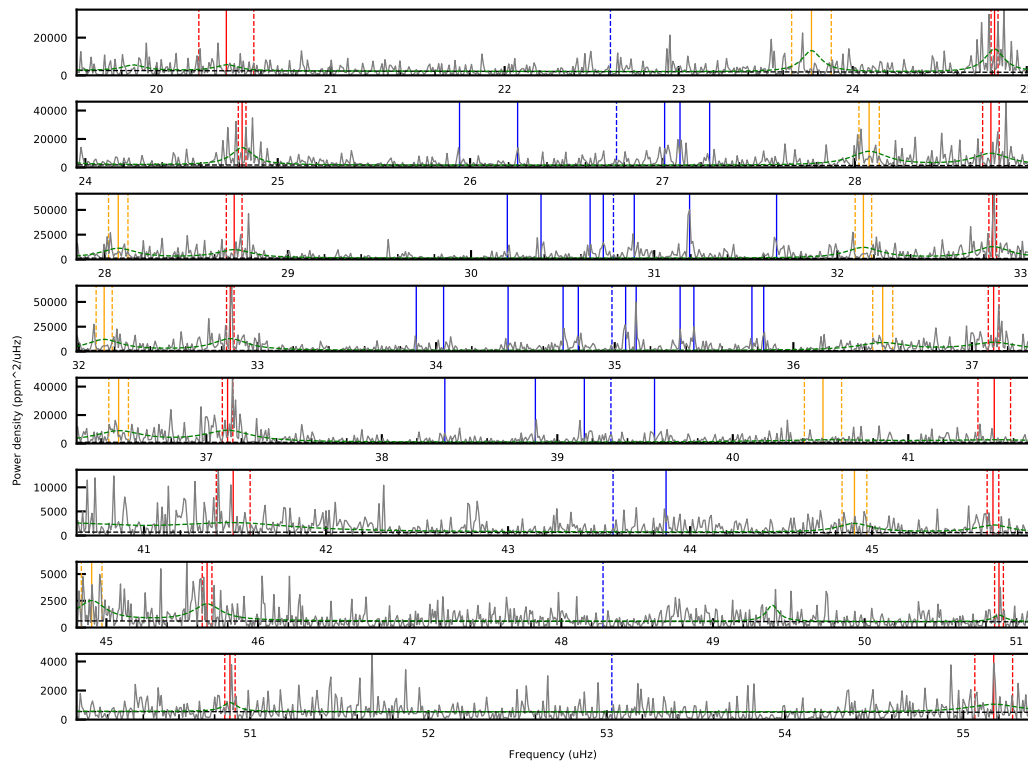 20000
0
20 21 22 23 24 25
40000
20000
0
24 25 26 27 28
50000
25000
0
28 29 30 31 32 33
50000
25000
0
32 33 34 35 36 37
40000
20000
0
37 38 39 40 41
10000
5000
0
41 42 43 44 45
5000
2500
0
45 46 47 48 49 50 51
4000
2000
0
51 52 53 54 55
Power density (ppm^2/uHz)
Frequency (uHz)